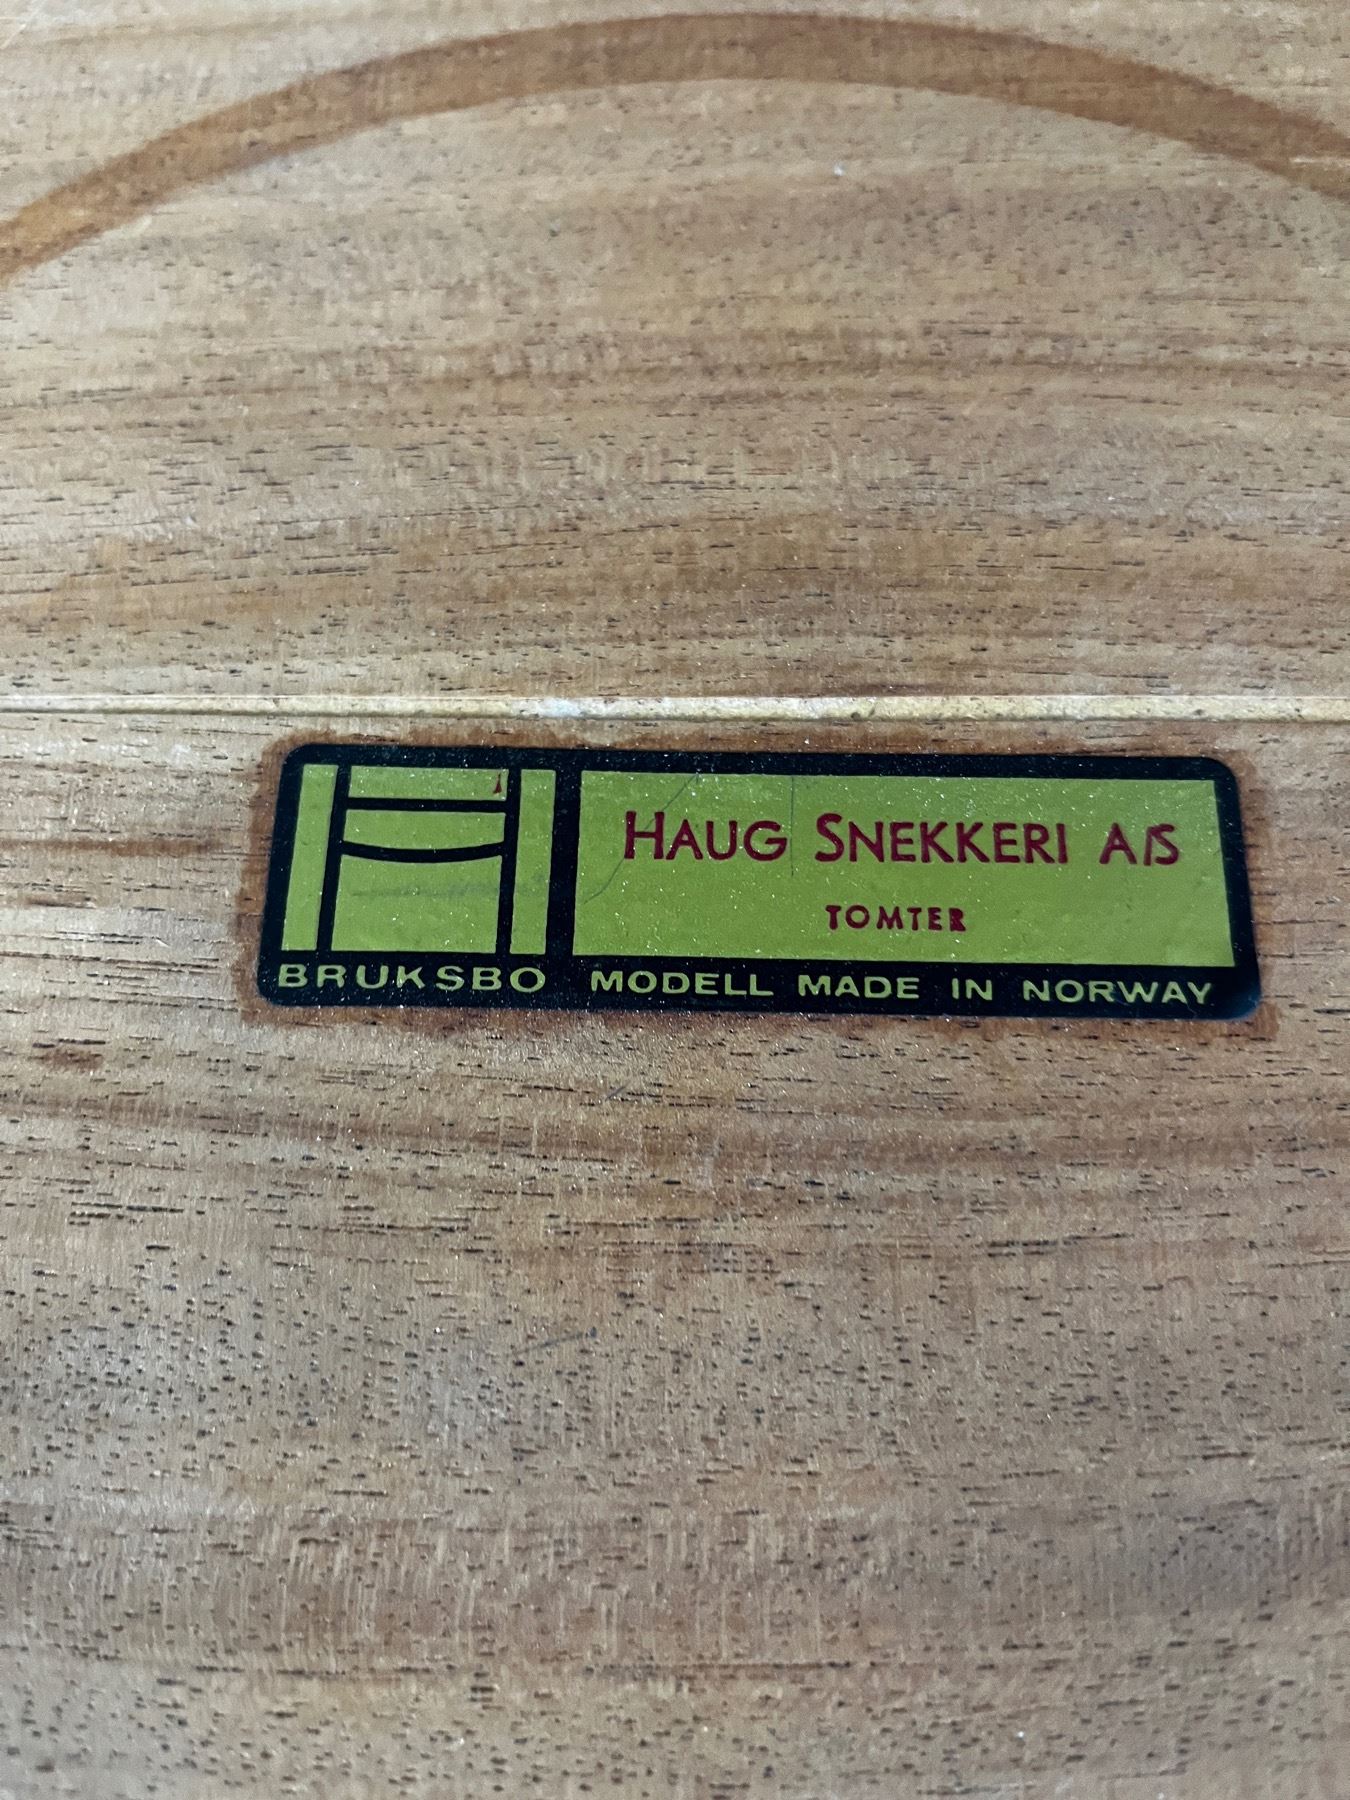 HAUG SNEKKERI A/S
TOMTER
BRUKSBO MODELL MADE IN NORWAY